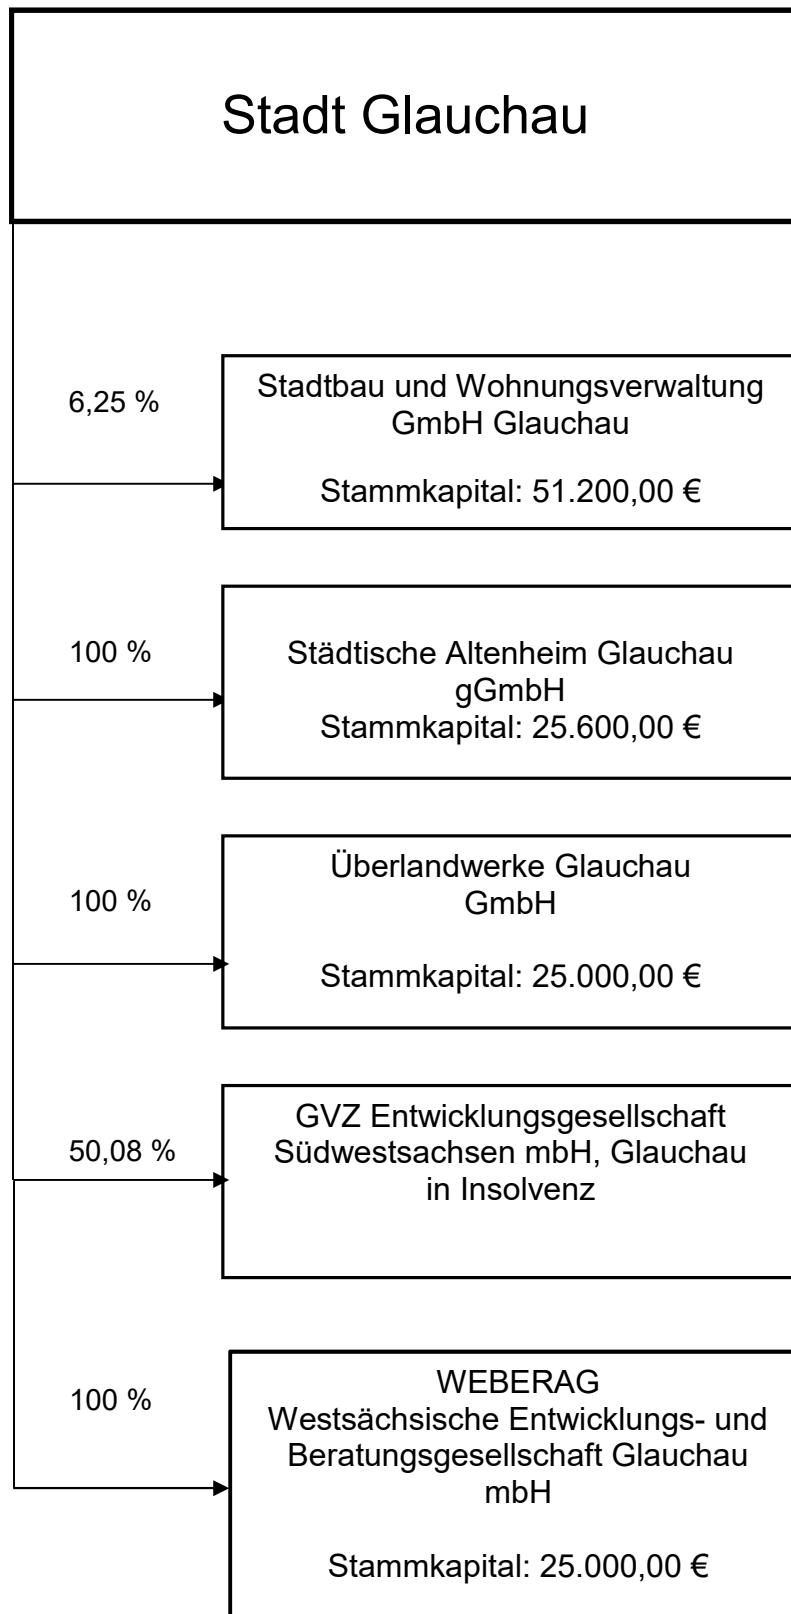 Stadt Glauchau
6,25 %
Stadtbau und Wohnungsverwaltung
GmbH Glauchau
Stammkapital: 51.200,00 €
100 %
Städtische Altenheim Glauchau
gGmbH
Stammkapital: 25.600,00 €
100 %
Überlandwerke Glauchau
GmbH
Stammkapital: 25.000,00 €
50,08 %
GVZ Entwicklungsgesellschaft
Südwestsachsen mbH, Glauchau
in Insolvenz
100 %
WEBERAG
Westsächsische Entwicklungs- und
Beratungsgesellschaft Glauchau
mbH
Stammkapital: 25.000,00 €